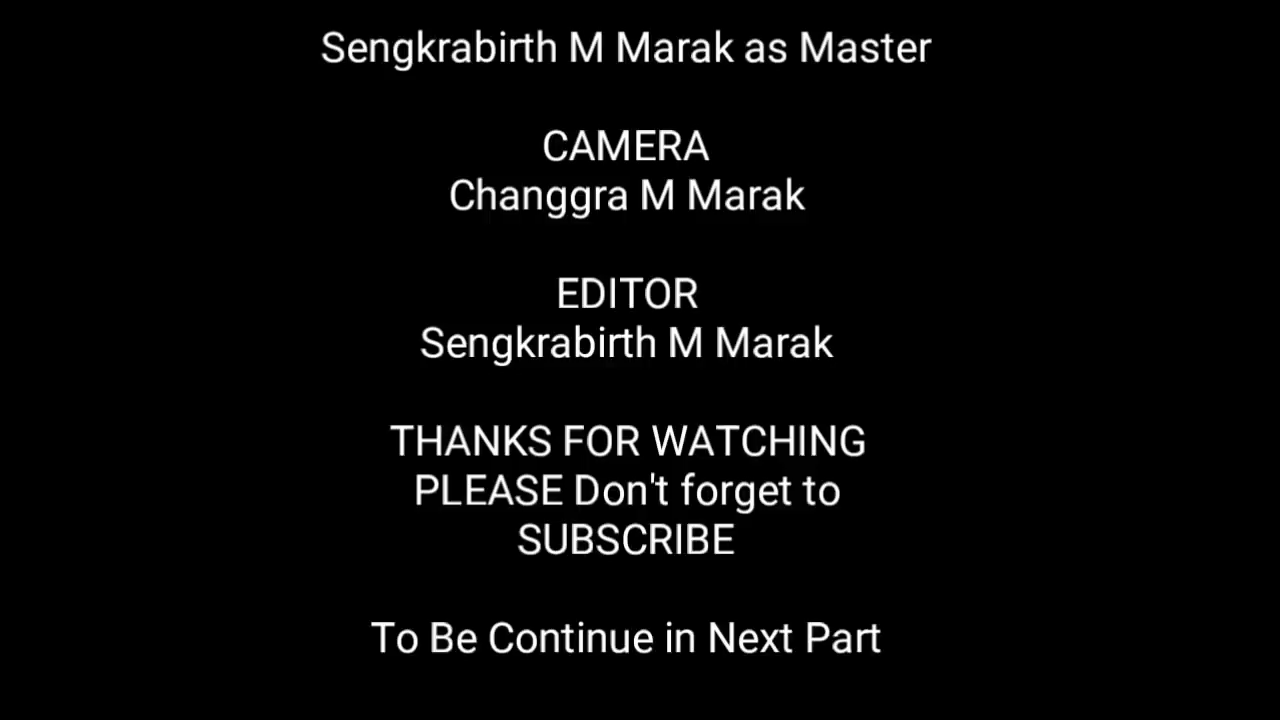 Sengkrabirth M Marak as Master
CAMERA
Changgra M Marak
EDITOR
Sengkrabirth M Marak
THANKS FOR WATCHING
PLEASE Don't forget to
SUBSCRIBE
To Be Continue in Next Part